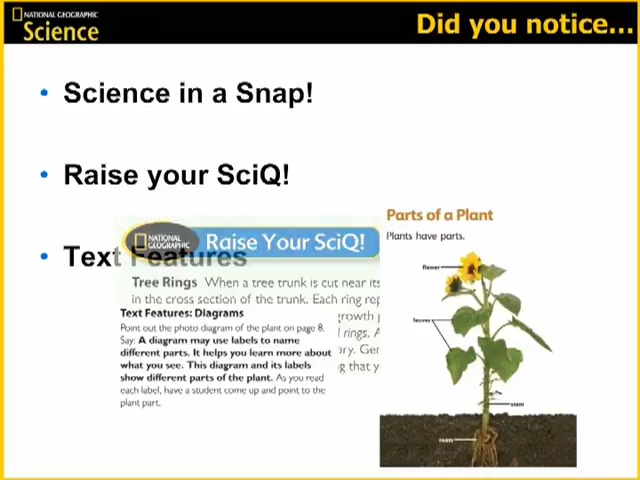 NATIONAL GEOGRAPHIC
Science
Did you notice...
• Science in a Snap!
• Raise your SciQ!
• Text Features
NATIONAL GEOGRAPHIC
Raise Your SciQ!
Tree Rings When a tree trunk is cut near its
in the cross section of the trunk. Each ring rep
growth
rings. A
ory. Ger
g that y
Text Features: Diagrams
Point out the photo diagram of the plant on page 8.
Say: A diagram may use labels to name
different parts. It helps you learn more about
what you see. This diagram and its labels
show different parts of the plant. As you read
each label, have a student come up and point to the
plant part.
Parts of a Plant
Plants have parts.
flower
leaves
stem
roots